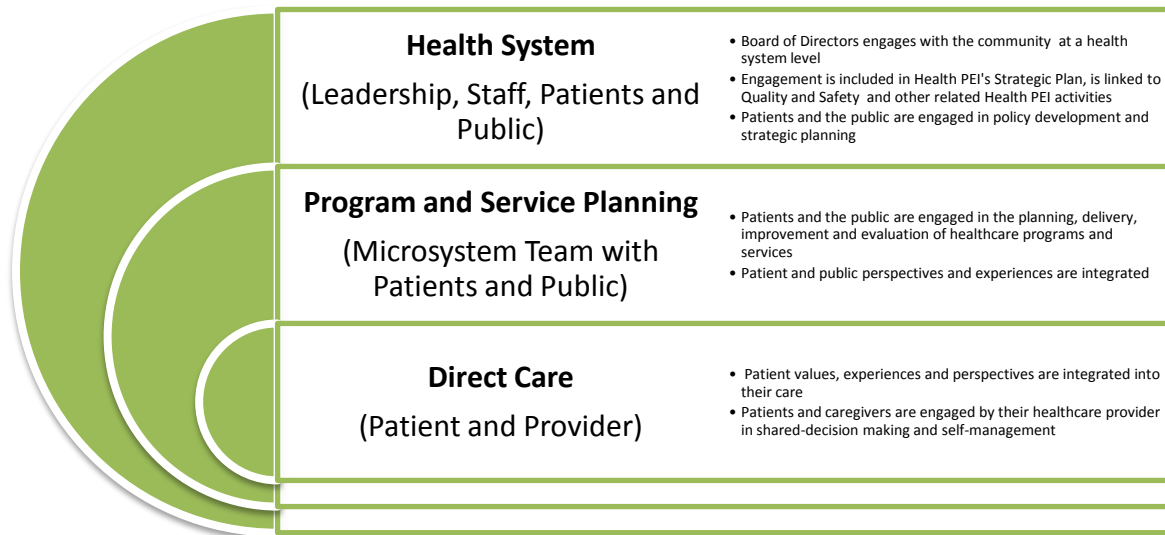 Health System
(Leadership, Staff, Patients and
Public)
• Board of Directors engages with the community at a health
system level
• Engagement is included in Health PEI's Strategic Plan, is linked to
Quality and Safety and other related Health PEI activities
• Patients and the public are engaged in policy development and
strategic planning
Program and Service Planning
(Microsystem Team with
Patients and Public)
• Patients and the public are engaged in the planning, delivery,
improvement and evaluation of healthcare programs and
services
• Patient and public perspectives and experiences are integrated
Direct Care
(Patient and Provider)
• Patient values, experiences and perspectives are integrated into
their care
• Patients and caregivers are engaged by their healthcare provider
in shared-decision making and self-management